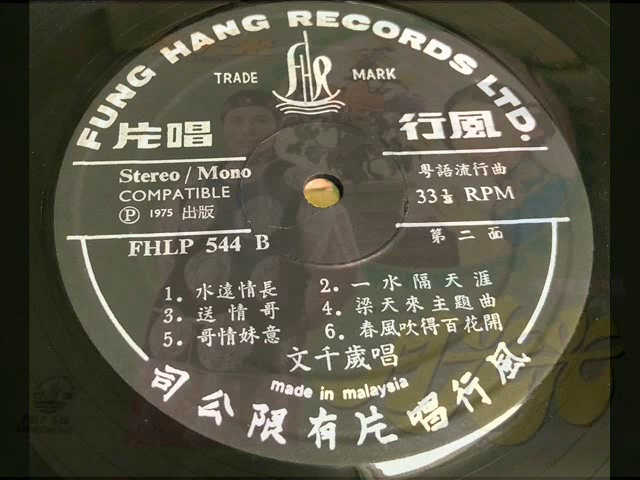 FUNG HANG RECORDS LTD.
TRADE MARK
FHR
片唱 行風
Stereo / Mono
COMPATIBLE
Ⓟ 1975 出版
粵語流行曲
33⅓ RPM
FHLP 544 B
第二面
1. 水遠情長
2. 一水隔天涯
3. 送情哥
4. 梁天來主題曲
5. 哥情妹意
6. 春風吹得百花開
文千歲唱
made in malaysia
司公限有片唱行風